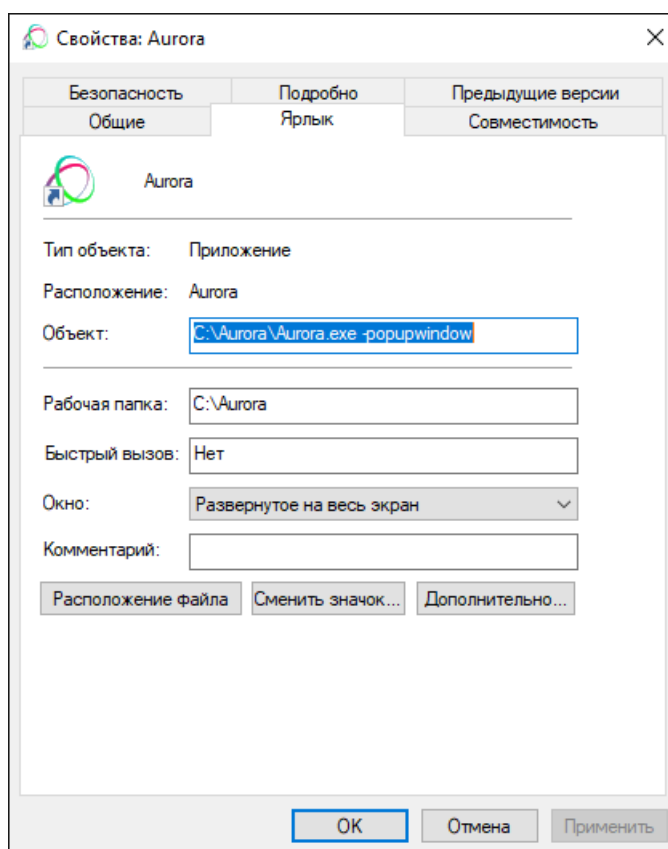 Свойства: Aurora
Безопасность Подробно Предыдущие версии
Общие Ярлык Совместимость
Aurora
Тип объекта: Приложение
Расположение: Aurora
Объект: C:\Aurora\Aurora.exe -popupwindow
Рабочая папка: C:\Aurora
Быстрый вызов: Нет
Окно: Развернутое на весь экран
Комментарий:
Расположение файла Сменить значок... Дополнительно...
OK Отмена Применить